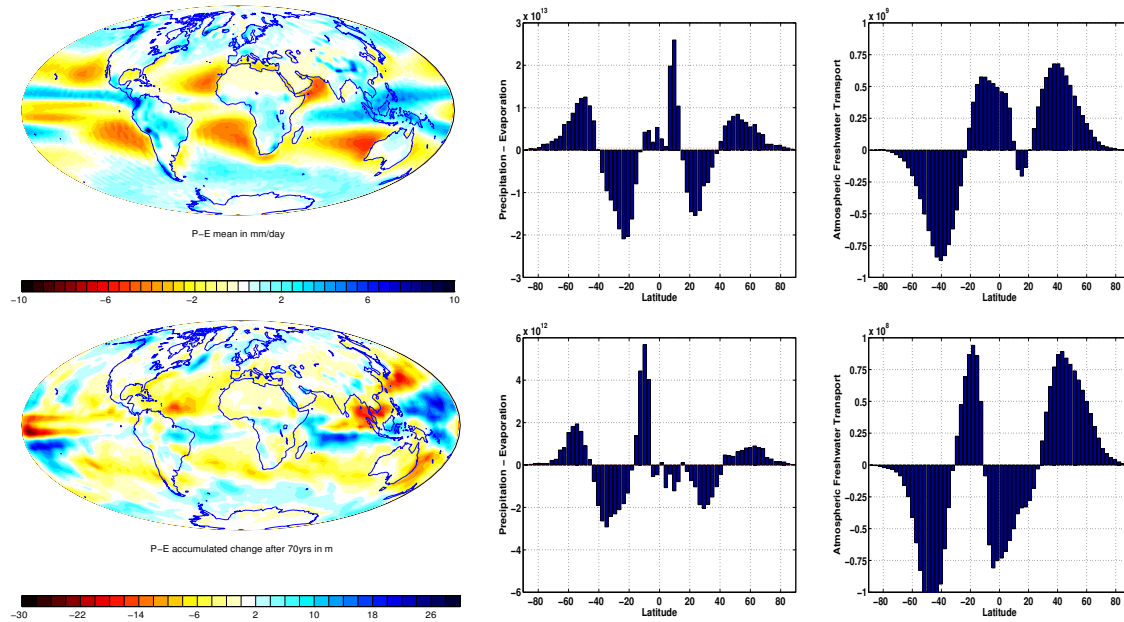 P−E mean in mm/day
−10 −6 −2 2 6 10
x 10^13
Precipitation − Evaporation
3
2
1
0
−1
−2
−3
−80 −60 −40 −20 0 20 40 60 80
Latitude
x 10^9
Atmospheric Freshwater Transport
1
0.75
0.5
0.25
0
−0.25
−0.5
−0.75
−1
−80 −60 −40 −20 0 20 40 60 80
Latitude
P−E accumulated change after 70yrs in m
−30 −22 −14 −6 2 10 18 26
x 10^12
Precipitation − Evaporation
6
4
2
0
−2
−4
−6
−80 −60 −40 −20 0 20 40 60 80
Latitude
x 10^8
Atmospheric Freshwater Transport
1
0.75
0.5
0.25
0
−0.25
−0.5
−0.75
−1
−80 −60 −40 −20 0 20 40 60 80
Latitude